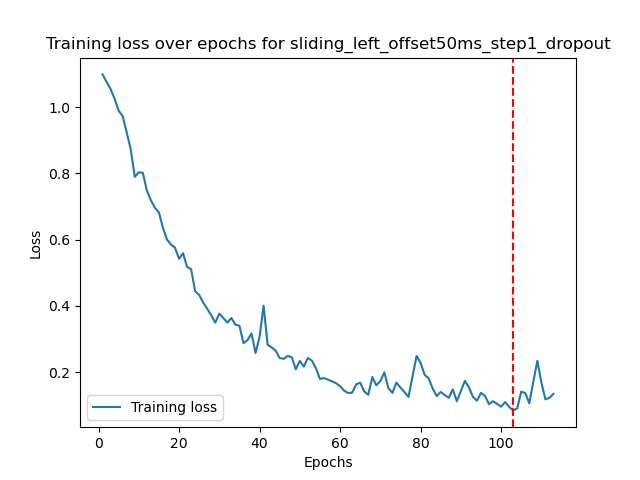 Training loss over epochs for sliding_left_offset50ms_step1_dropout
1.0
0.8
0.6
0.4
0.2
Loss
Training loss
0 20 40 60 80 100
Epochs